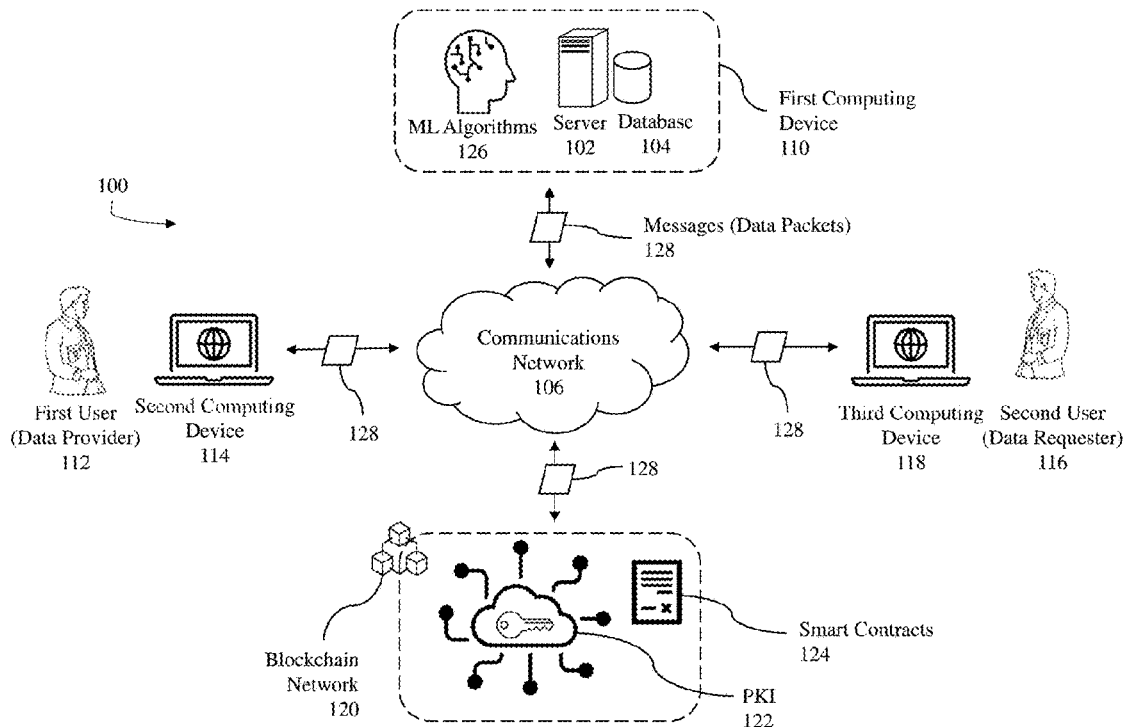 ML Algorithms
126
Server
102
Database
104
First Computing
Device
110
100
Messages (Data Packets)
128
Communications
Network
106
First User
(Data Provider)
112
Second Computing
Device
114
128
128
Third Computing
Device
118
Second User
(Data Requester)
116
128
Blockchain
Network
120
Smart Contracts
124
PKI
122